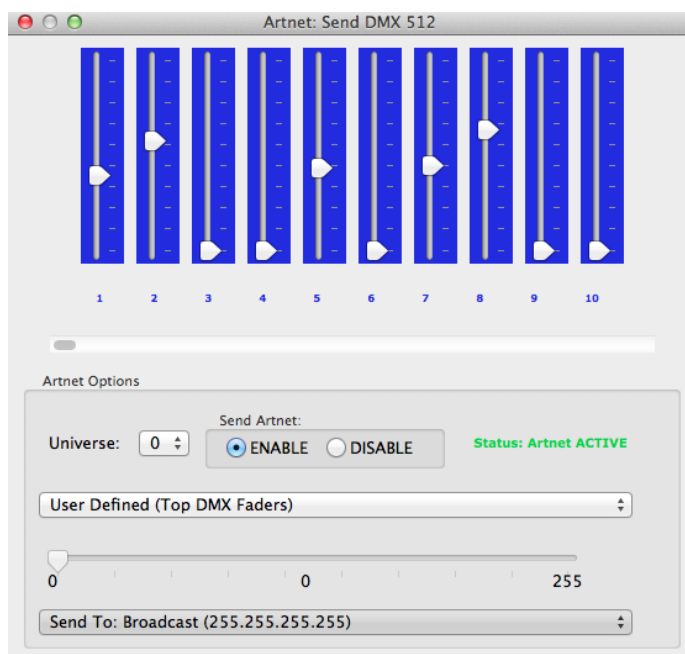 Artnet: Send DMX 512
1 2 3 4 5 6 7 8 9 10
Artnet Options
Send Artnet:
Universe: 0 ENABLE DISABLE Status: Artnet ACTIVE
User Defined (Top DMX Faders)
0 0 255
Send To: Broadcast (255.255.255.255)